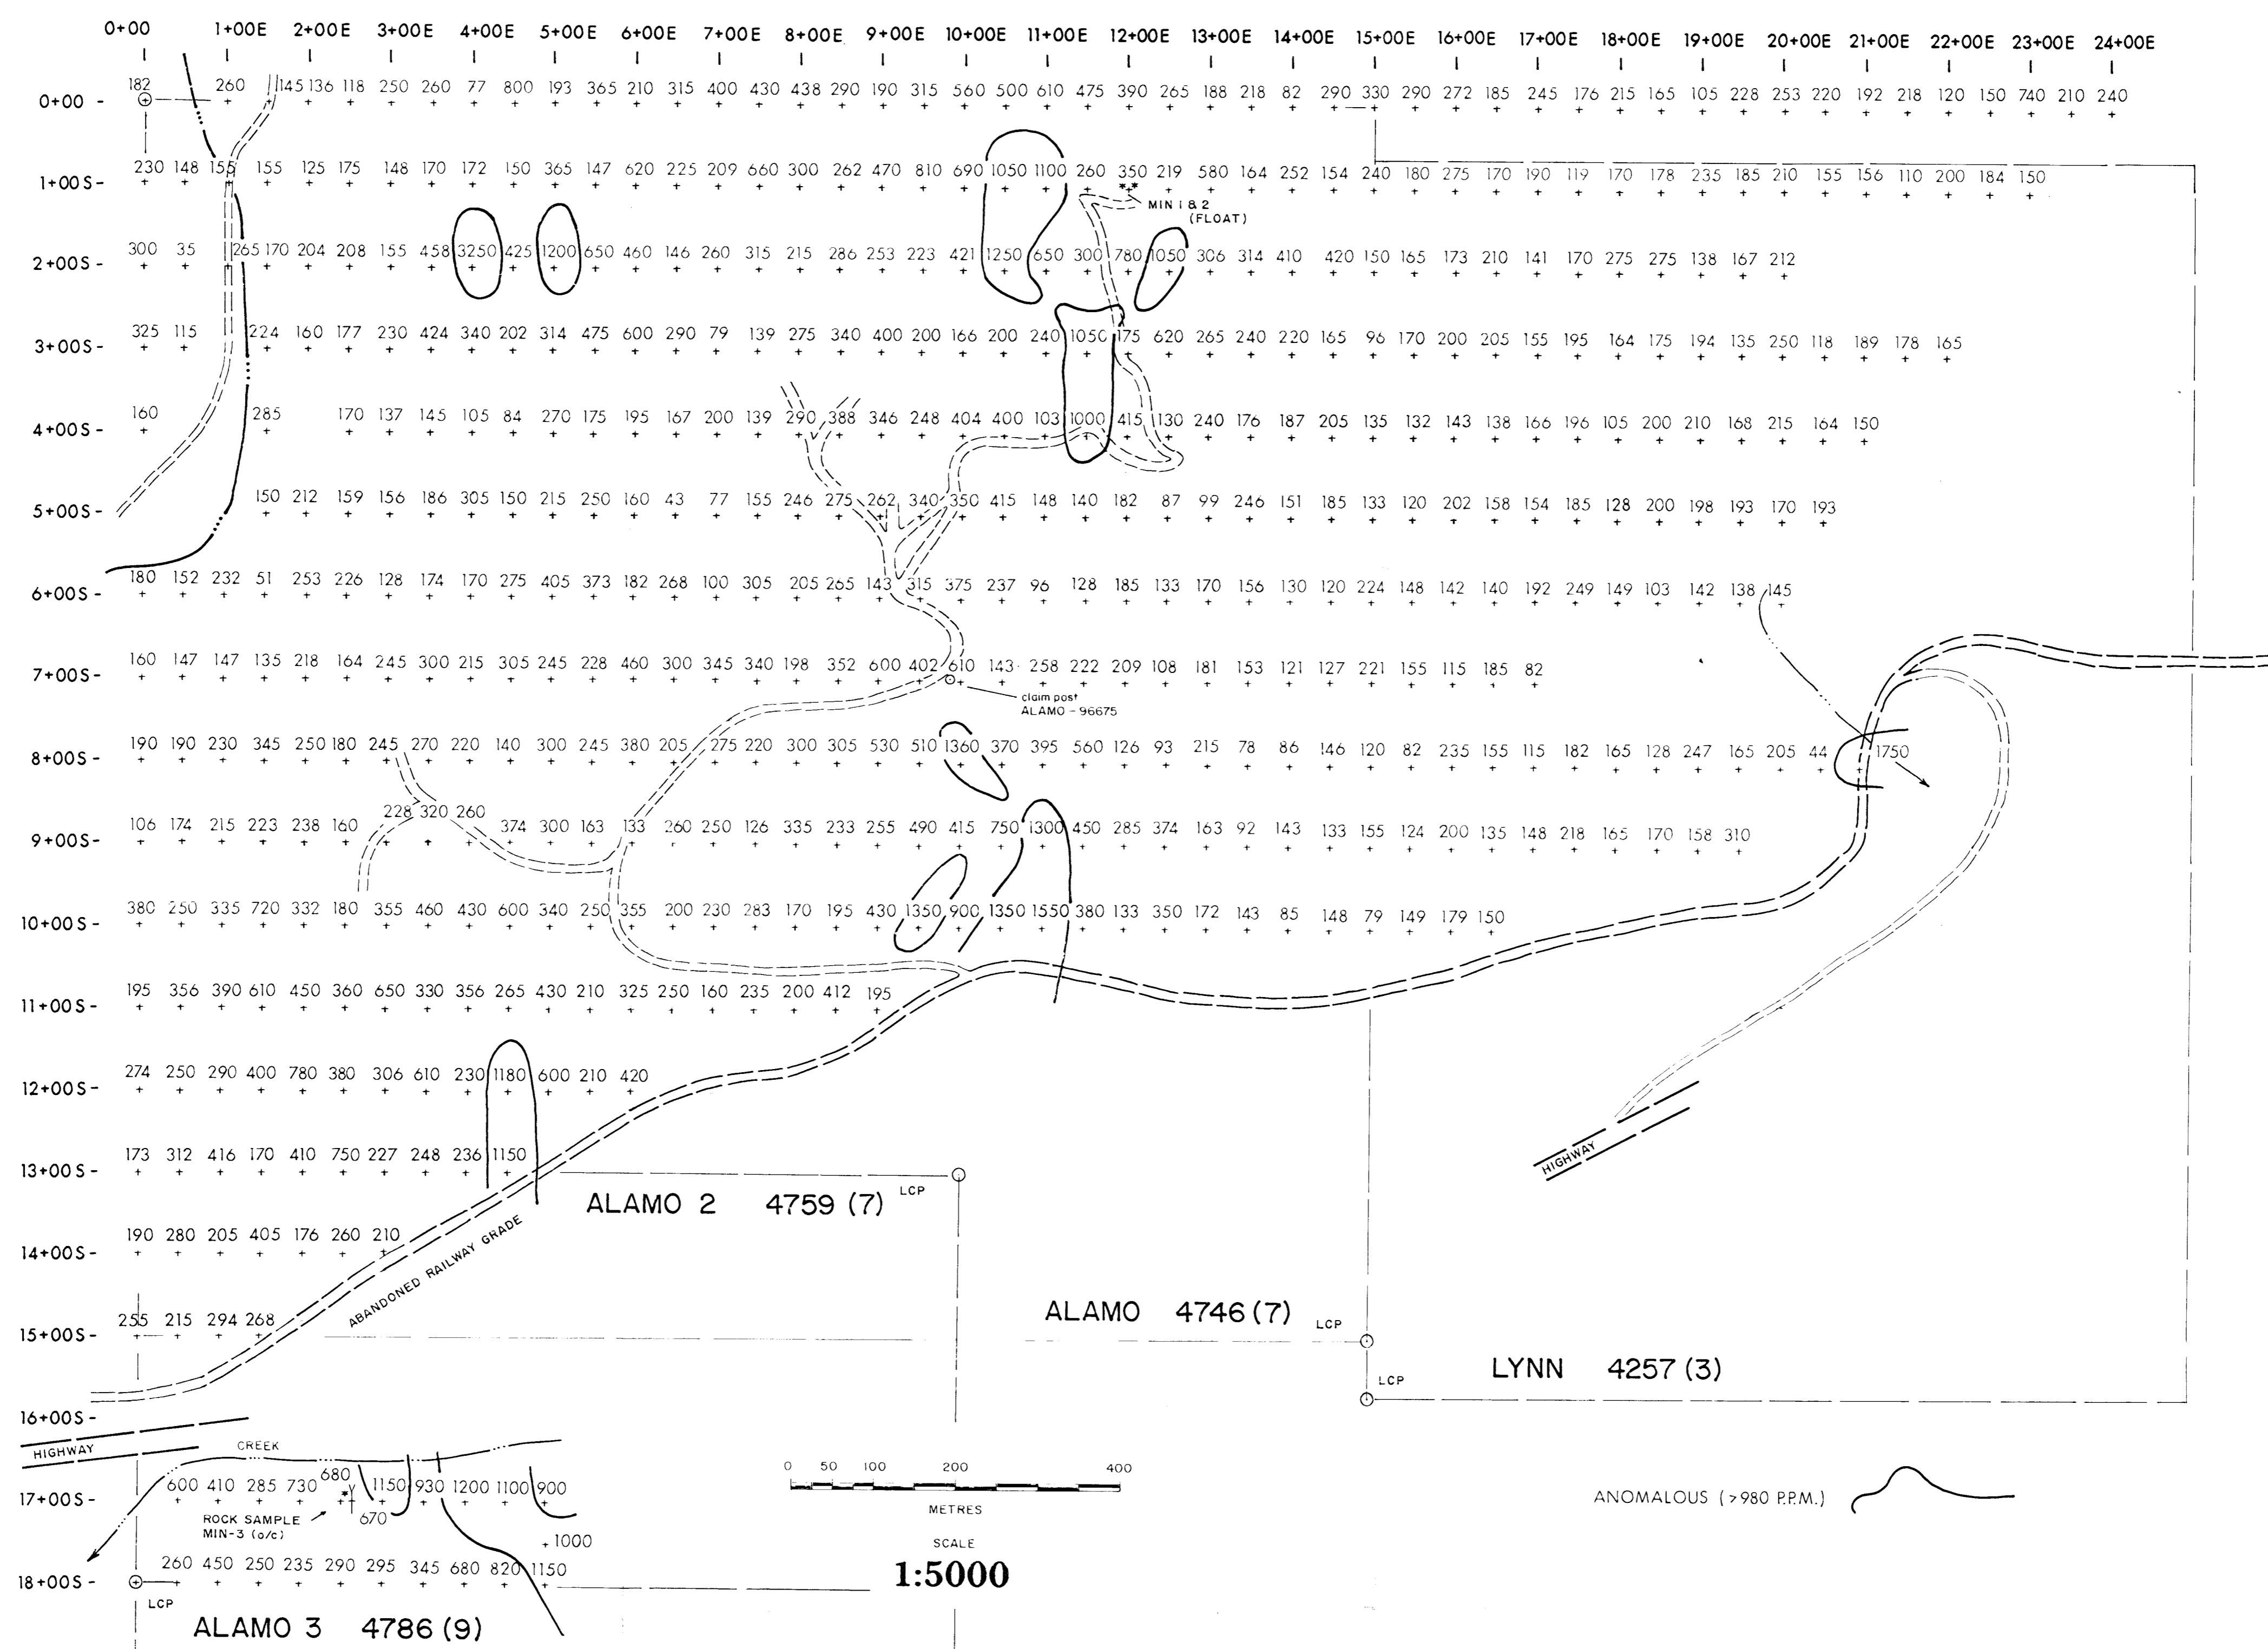 0+00 1+00E 2+00E 3+00E 4+00E 5+00E 6+00E 7+00E 8+00E 9+00E 10+00E 11+00E 12+00E 13+00E 14+00E 15+00E 16+00E 17+00E 18+00E 19+00E 20+00E 21+00E 22+00E 23+00E 24+00E
0+00 - 182 260 145 136 118 250 260 77 800 193 365 210 315 400 430 438 290 190 315 560 500 610 475 390 265 188 218 82 290 330 290 272 185 245 176 215 165 105 228 253 220 192 218 120 150 740 210 240
1+00S - 230 148 155 155 125 175 148 170 172 150 365 147 620 225 209 660 300 262 470 810 690 1050 1100 260 350 219 580 164 252 154 240 180 275 170 190 119 170 178 235 185 210 155 156 110 200 184 150
MIN 1 & 2
(FLOAT)
2+00S - 300 35 265 170 204 208 155 458 3250 425 1200 650 460 146 260 315 215 286 253 223 421 1250 650 300 780 1050 306 314 410 420 150 165 173 210 141 170 275 275 138 167 212
3+00S - 325 115 224 160 177 230 424 340 202 314 475 600 290 79 139 275 340 400 200 166 200 240 1050 175 620 265 240 220 165 96 170 200 205 155 195 164 175 194 135 250 118 189 178 165
4+00S - 160 285 170 137 145 105 84 270 175 195 167 200 139 290 388 346 248 404 400 103 1000 415 130 240 176 187 205 135 132 143 138 166 196 105 200 210 168 215 164 150
5+00S - 150 212 159 156 186 305 150 215 250 160 43 77 155 246 275 262 340 350 415 148 140 182 87 99 246 151 185 133 120 202 158 154 185 128 200 198 193 170 193
6+00S - 180 152 232 51 253 226 128 174 170 275 405 373 182 268 100 305 205 265 143 315 375 237 96 128 185 133 170 156 130 120 224 148 142 140 192 249 149 103 142 138 145
7+00S - 160 147 147 135 218 164 245 300 215 305 245 228 460 300 345 340 198 352 600 402 610 143 258 222 209 108 181 153 121 127 221 155 115 185 82
claim post
ALAMO - 96675
8+00S - 190 190 230 345 250 180 245 270 220 140 300 245 380 205 275 220 300 305 530 510 1360 370 395 560 126 93 215 78 86 146 120 82 235 155 115 182 165 128 247 165 205 44 1750
9+00S - 106 174 215 223 238 160 228 320 260 374 300 163 133 260 250 126 335 233 255 490 415 750 1300 450 285 374 163 92 143 133 155 124 200 135 148 218 165 170 158 310
10+00S - 380 250 335 720 332 180 355 460 430 600 340 250 355 200 230 283 170 195 430 1350 900 1350 1550 380 133 350 172 143 85 148 79 149 179 150
11+00S - 195 356 390 610 450 360 650 330 356 265 430 210 325 250 160 235 200 412 195
12+00S - 274 250 290 400 780 380 306 610 230 1180 600 210 420
13+00S - 173 312 416 170 410 750 227 248 236 1150
HIGHWAY
ALAMO 2 4759 (7) LCP
14+00S - 190 280 205 405 176 260 210
ABANDONED RAILWAY GRADE
15+00S - 255 215 294 268
ALAMO 4746 (7) LCP
LYNN 4257 (3)
LCP
16+00S -
HIGHWAY
CREEK
17+00S - 600 410 285 730 680 1150 930 1200 1100 900
670
ROCK SAMPLE
MIN-3 (o/c)
1000
18+00S - 260 450 250 235 290 295 345 680 820 1150
LCP
ALAMO 3 4786 (9)
0 50 100 200 400
METRES
SCALE
1:5000
ANOMALOUS (>980 P.P.M.)